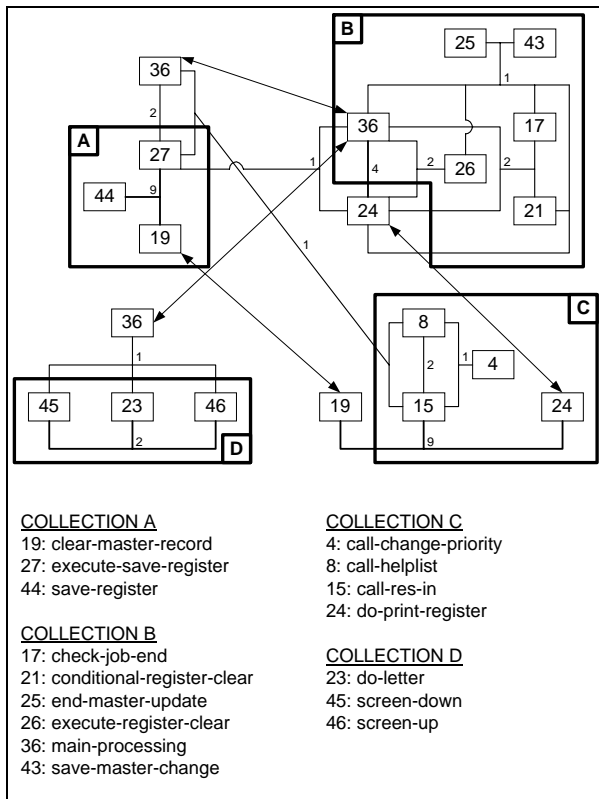 B
25 43
1
36
36 17
2
A
27 1 4 2 26 2
44 9
24 21
19
1
36
C
8
1 4
2
1
45 23 46 19 15 24
2 9
D
COLLECTION A
19: clear-master-record
27: execute-save-register
44: save-register
COLLECTION B
17: check-job-end
21: conditional-register-clear
25: end-master-update
26: execute-register-clear
36: main-processing
43: save-master-change
COLLECTION C
4: call-change-priority
8: call-helplist
15: call-res-in
24: do-print-register
COLLECTION D
23: do-letter
45: screen-down
46: screen-up